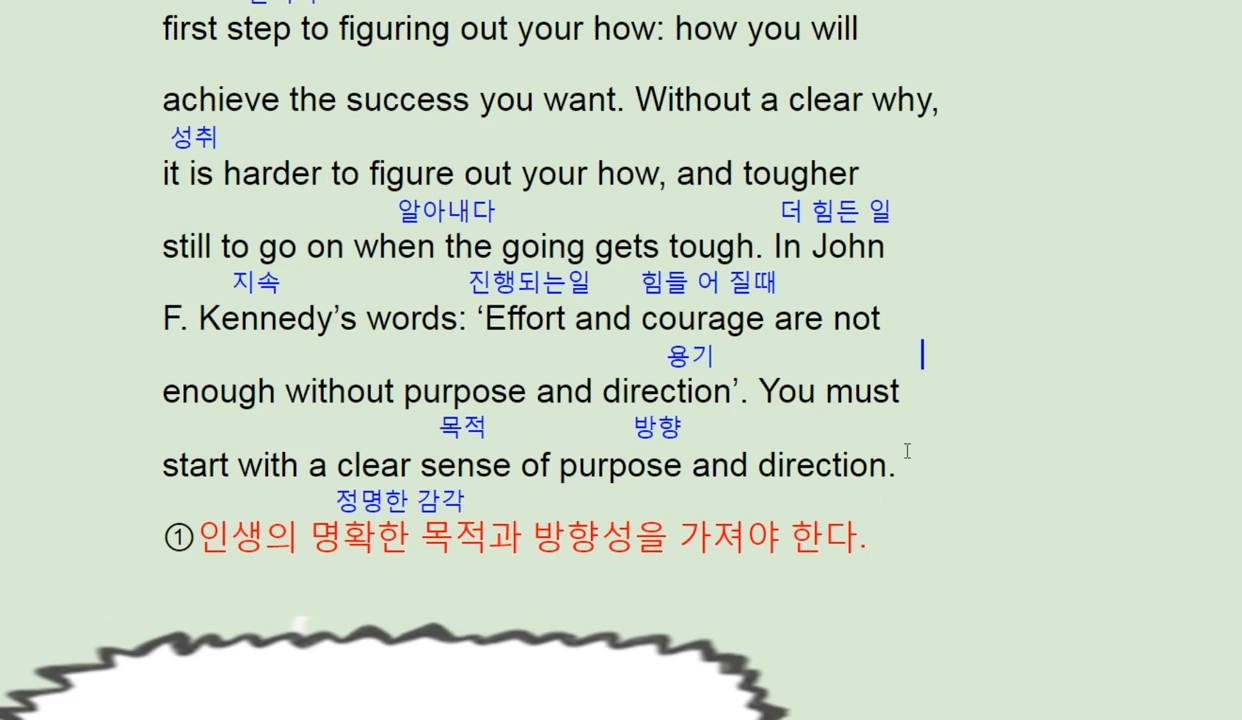 first step to figuring out your how: how you will
achieve the success you want. Without a clear why,
성취
it is harder to figure out your how, and tougher
알아내다 더 힘든 일
still to go on when the going gets tough. In John
지속 진행되는일 힘들 어 질때
F. Kennedy’s words: ‘Effort and courage are not
용기
enough without purpose and direction’. You must
목적 방향
start with a clear sense of purpose and direction.
정명한 감각
①인생의 명확한 목적과 방향성을 가져야 한다.